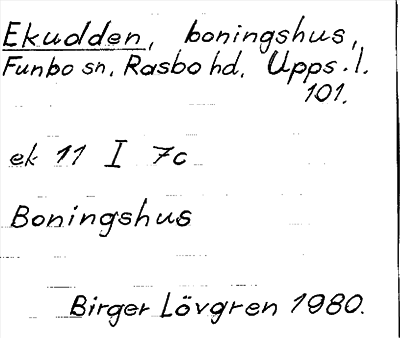 Ekudden, boningshus,
Funbo sn, Rasbo hd, Upps.l.
101.
ek 11 I 7c
Boningshus
Birger Lövgren 1980.